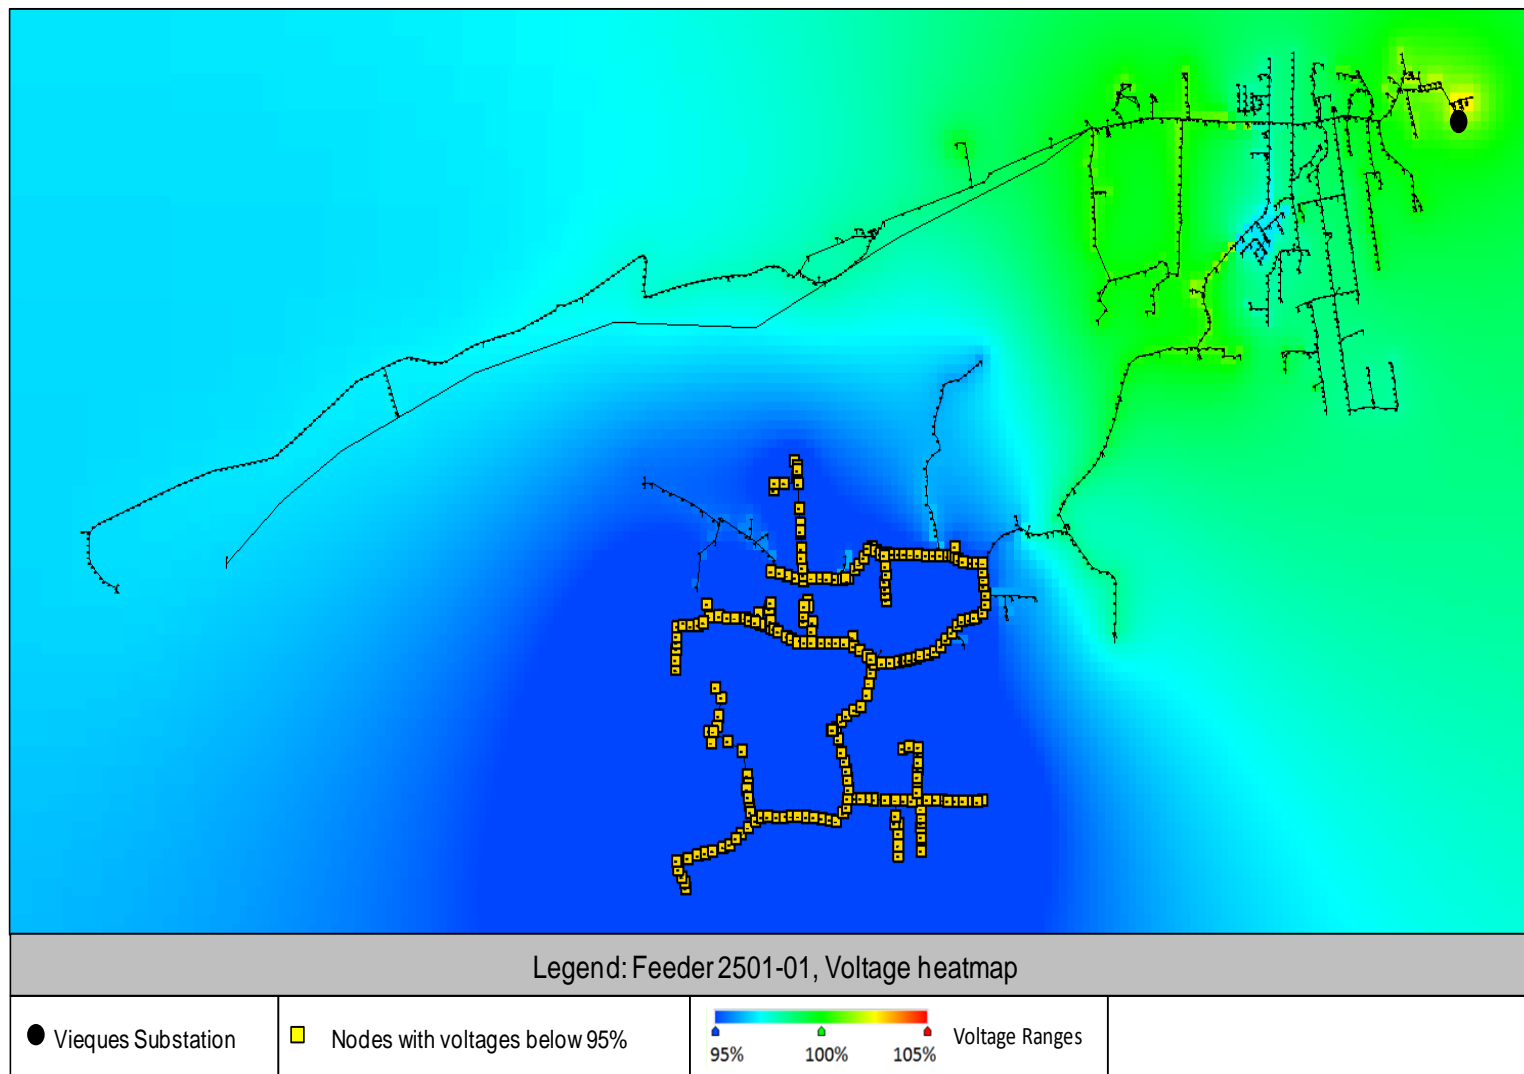 Legend: Feeder 2501-01, Voltage heatmap
Vieques Substation
Nodes with voltages below 95%
95% 100% 105%
Voltage Ranges